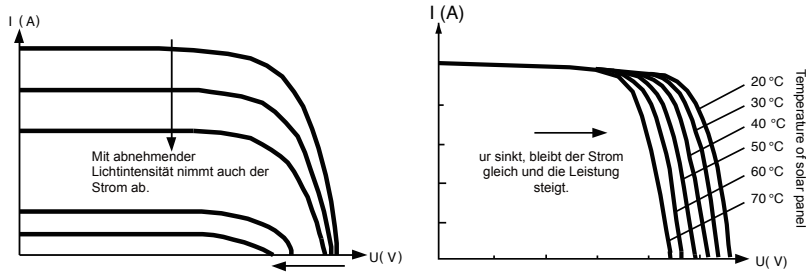 I (A)
Mit abnehmender
Lichtintensität nimmt auch der
Strom ab.
U( V)
I (A)
ur sinkt, bleibt der Strom
gleich und die Leistung
steigt.
20 °C
30 °C
40 °C
50 °C
60 °C
70 °C
Temperature of solar panel
U( V)